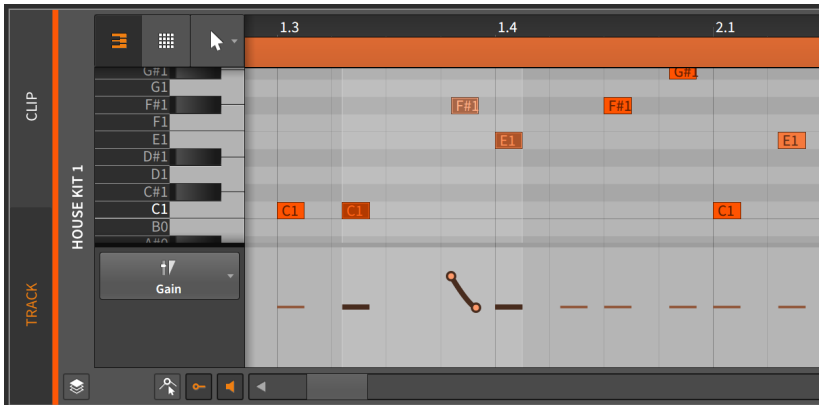 1.3 1.4 2.1
CLIP
HOUSE KIT 1
TRACK
G#1 G#1
G1
F#1 F#1 F#1
F1
E1 E1 E1
D#1
D1
C#1
C1 C1 C1 C1
B0
A#0
Gain